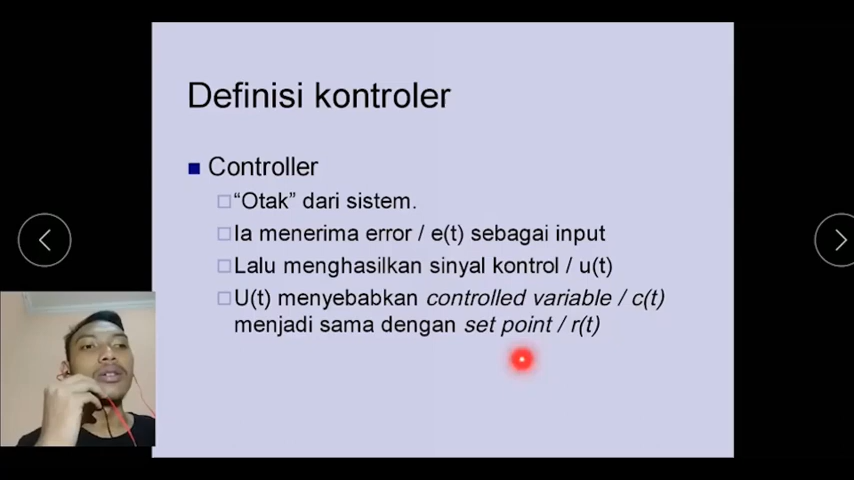 Definisi kontroler
Controller
“Otak” dari sistem.
Ia menerima error / e(t) sebagai input
Lalu menghasilkan sinyal kontrol / u(t)
U(t) menyebabkan controlled variable / c(t)
menjadi sama dengan set point / r(t)